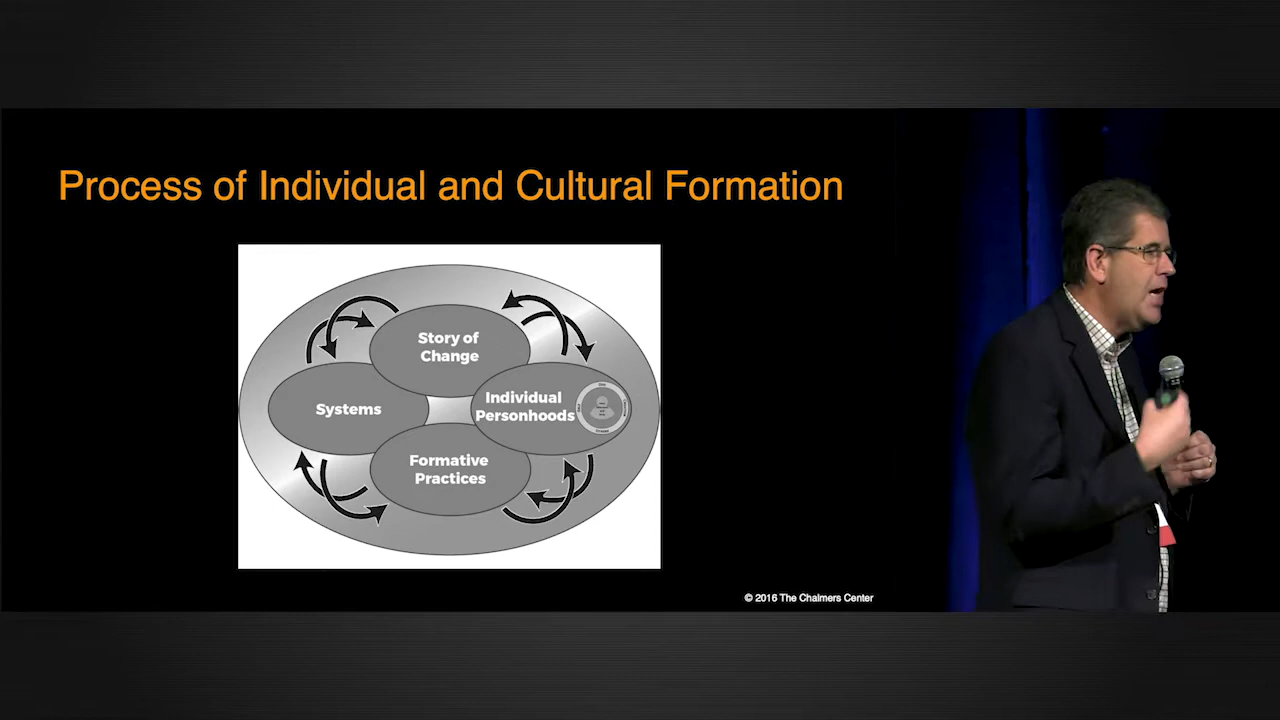 Process of Individual and Cultural Formation
Story of
Change
Systems
Individual
Personhoods
Formative
Practices
© 2016 The Chalmers Center